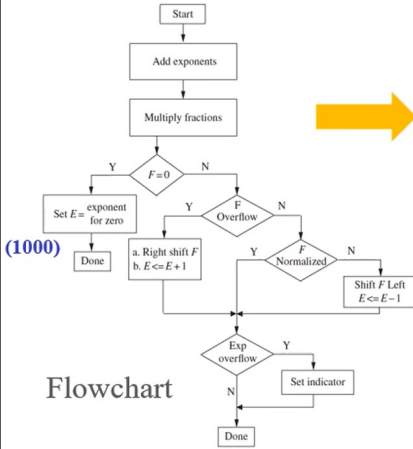 Start
Add exponents
Multiply fractions
Y
F=0
N
Set E= exponent
for zero
(1000)
Done
Y
F
Overflow
N
a. Right shift F
b. E<=E+1
Y
F
Normalized
N
Shift F Left
E<=E−1
Exp
overflow
Y
Set indicator
N
Flowchart
Done